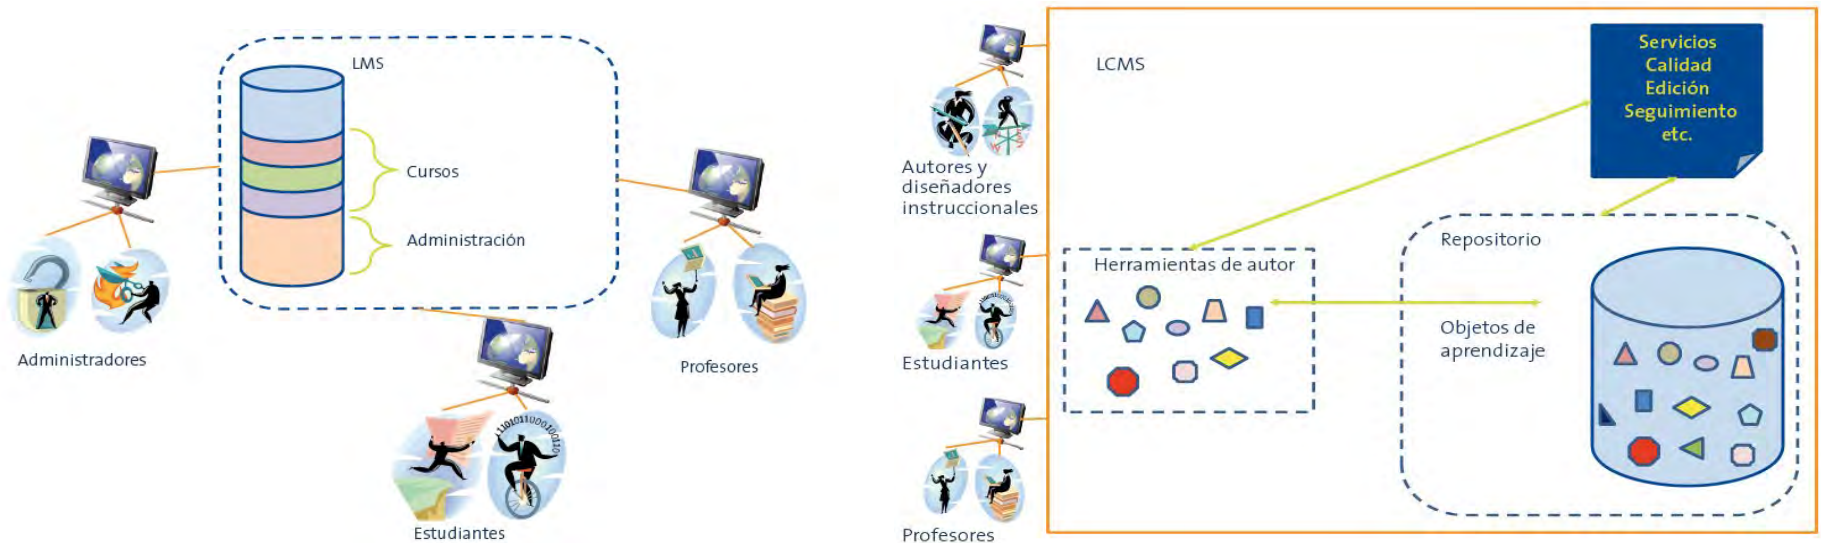 LMS
Cursos
Administración
Administradores
Profesores
Estudiantes
LCMS
Servicios
Calidad
Edición
Seguimiento
etc.
Autores y
diseñadores
instruccionales
Repositorio
Herramientas de autor
Objetos de
aprendizaje
Estudiantes
Profesores